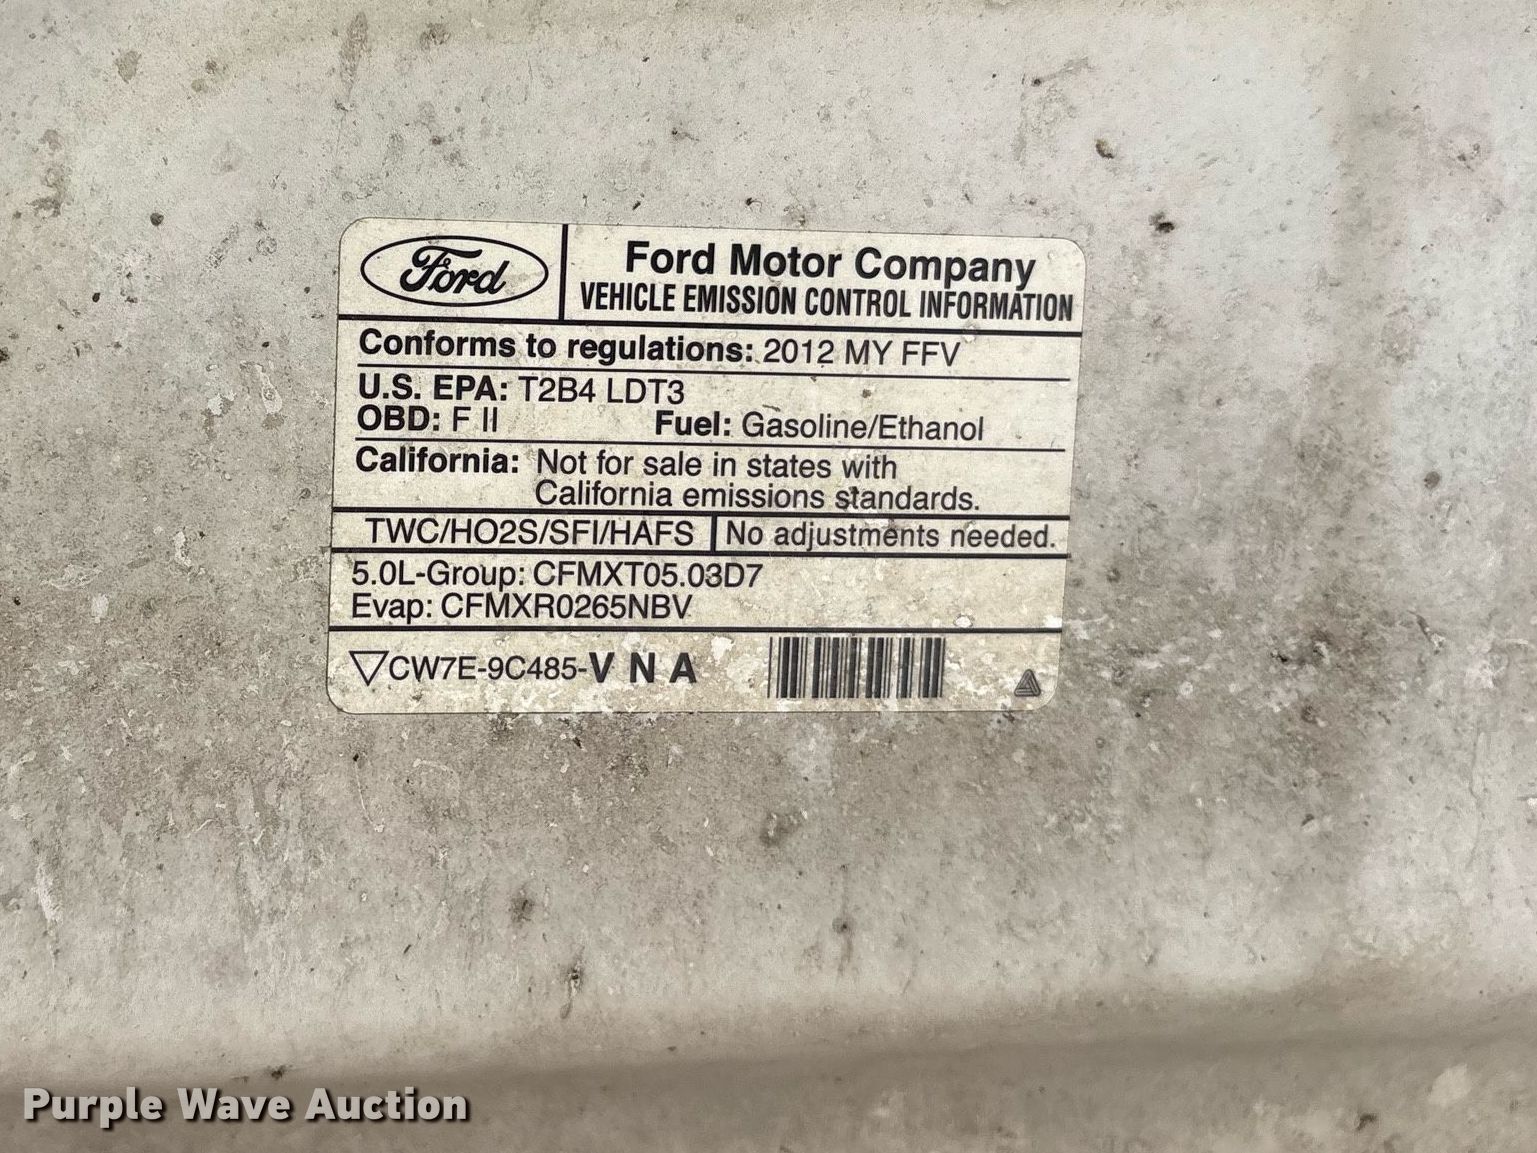 Ford
Ford Motor Company
VEHICLE EMISSION CONTROL INFORMATION
Conforms to regulations: 2012 MY FFV
U.S. EPA: T2B4 LDT3
OBD: F II Fuel: Gasoline/Ethanol
California: Not for sale in states with
California emissions standards.
TWC/HO2S/SFI/HAFS No adjustments needed.
5.0L-Group: CFMXT05.03D7
Evap: CFMXR0265NBV
CW7E-9C485-V N A
Purple Wave Auction